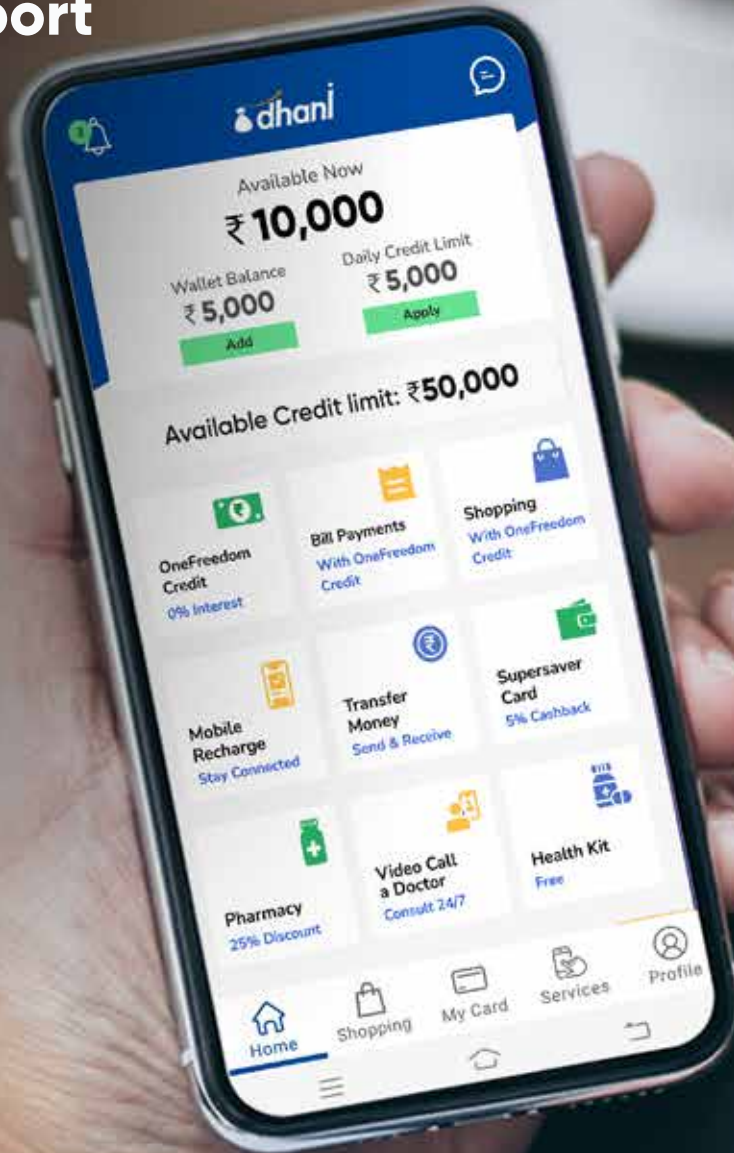 port
dhani
Available Now
₹ 10,000
Wallet Balance
₹ 5,000
Add
Daily Credit Limit
₹ 5,000
Apply
Available Credit limit: ₹50,000
OneFreedom
Credit
0% Interest
Bill Payments
With OneFreedom
Credit
Shopping
With OneFreedom
Credit
Mobile
Recharge
Stay Connected
Transfer
Money
Send & Receive
Supersaver
Card
5% Cashback
Pharmacy
25% Discount
Video Call
a Doctor
Consult 24/7
Health Kit
Free
Home
Shopping
My Card
Services
Profile